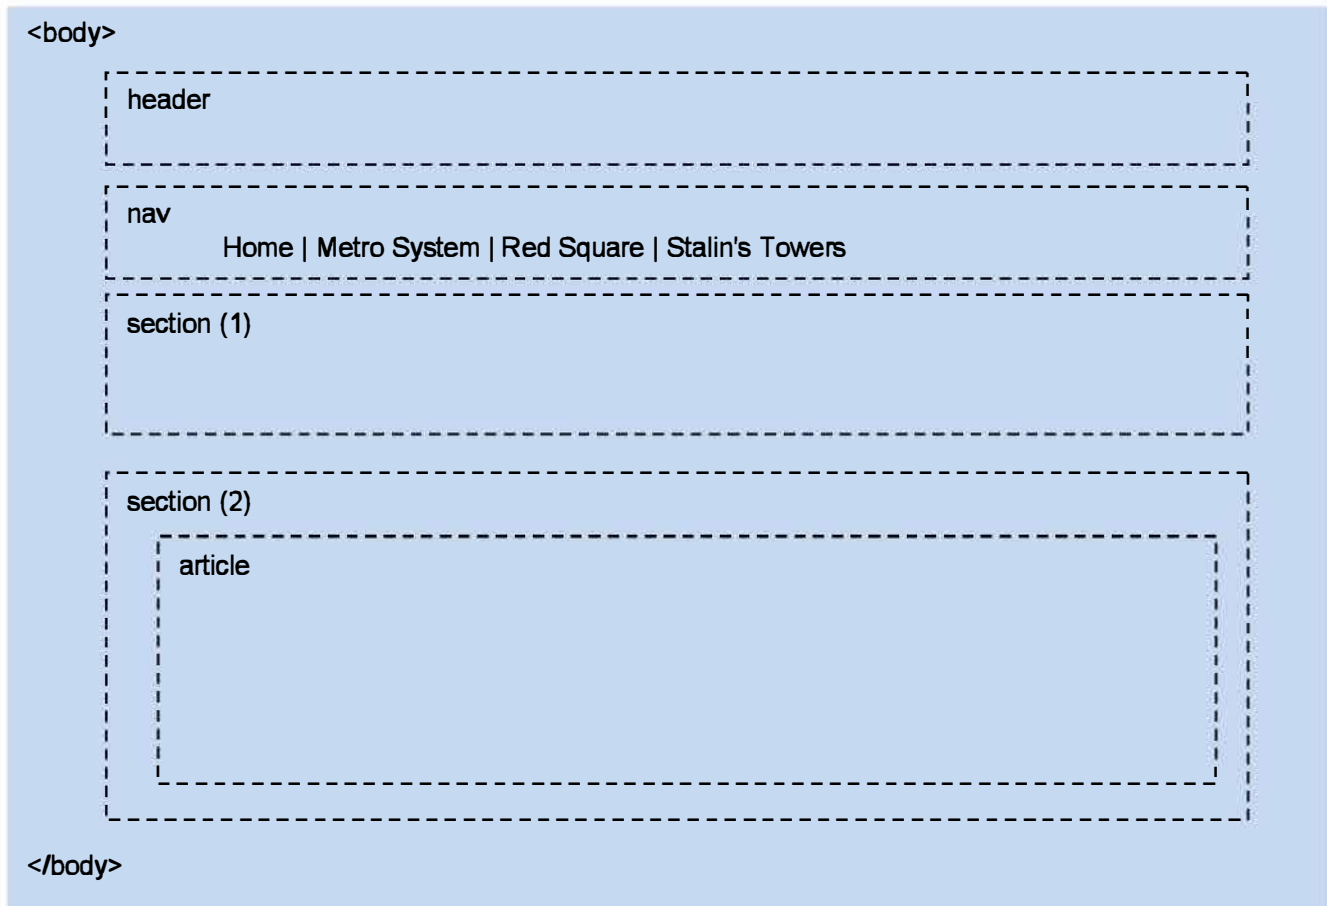 <body>
header
nav
Home | Metro System | Red Square | Stalin's Towers
section (1)
section (2)
article
</body>